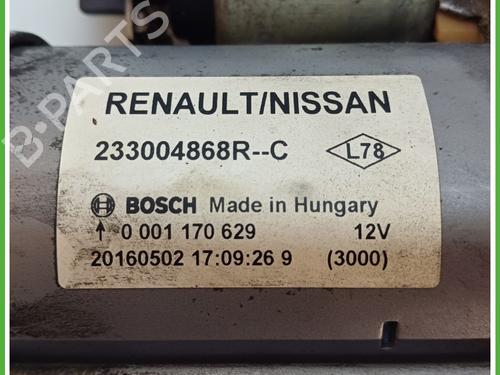 B-PARTS
RENAULT/NISSAN
233004868R--C L78
BOSCH Made in Hungary
0 001 170 629 12V
20160502 17:09:26 9 (3000)